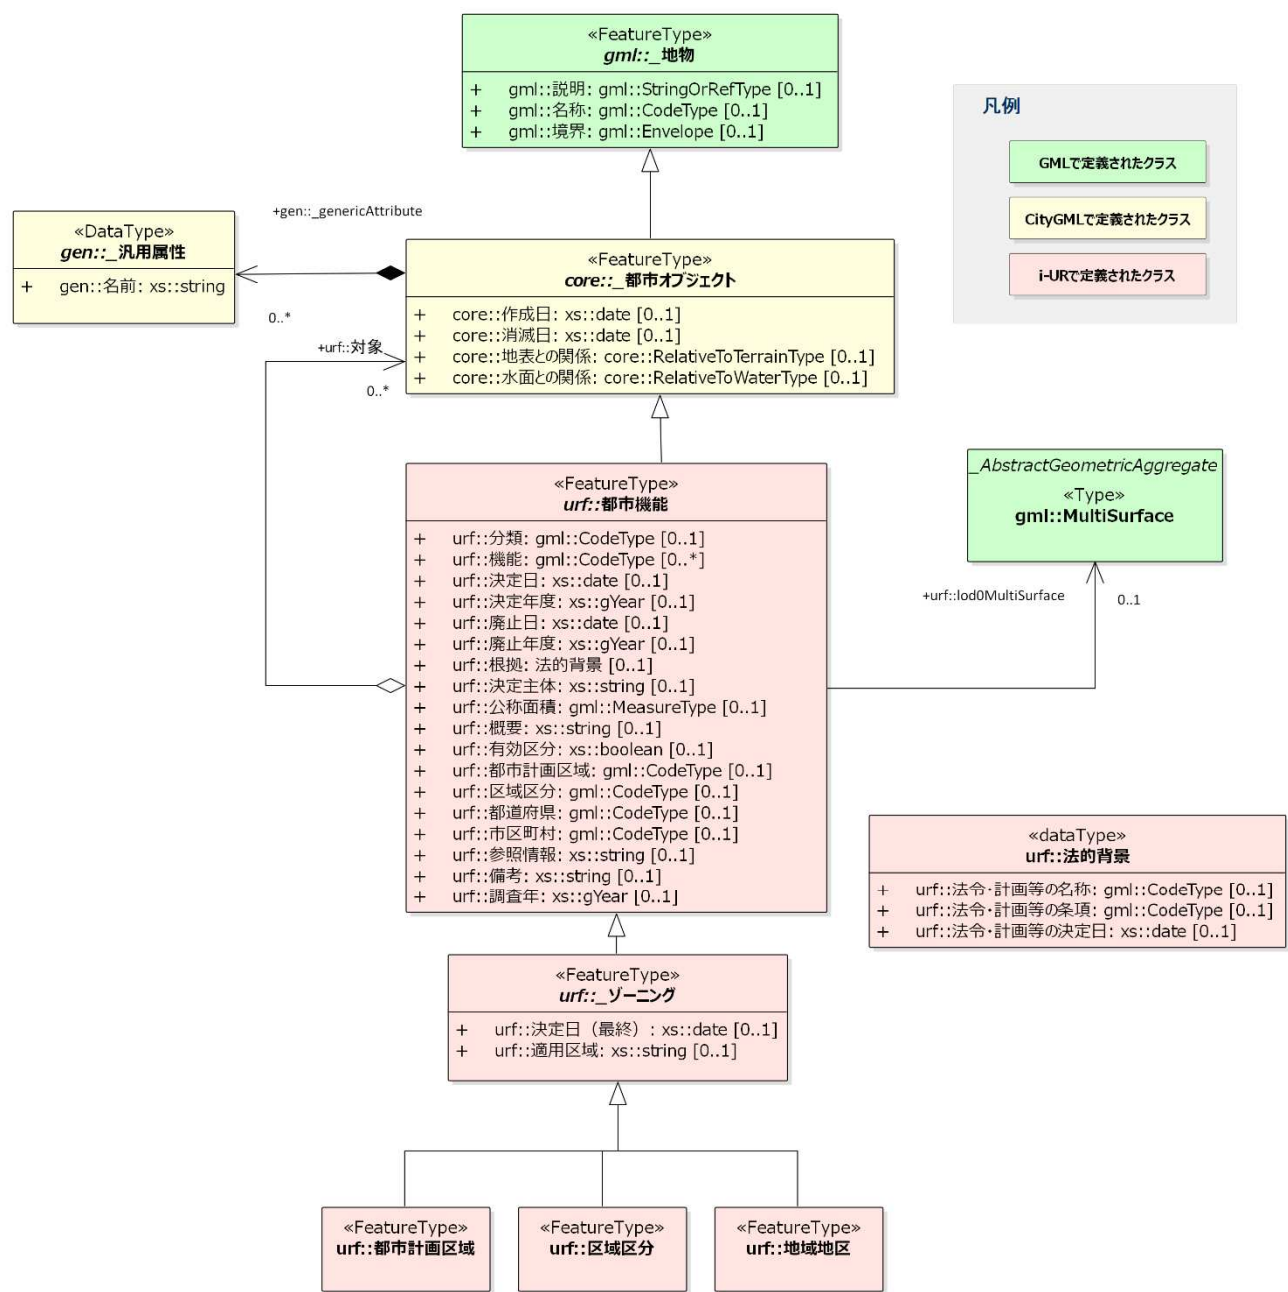 «FeatureType»
gml::_地物
+ gml::説明: gml::StringOrRefType [0..1]
+ gml::名称: gml::CodeType [0..1]
+ gml::境界: gml::Envelope [0..1]
凡例
GMLで定義されたクラス
CityGMLで定義されたクラス
i-URで定義されたクラス
+gen::_genericAttribute
«DataType»
gen::_汎用属性
+ gen::名前: xs::string
0..*
«FeatureType»
core::_都市オブジェクト
+ core::作成日: xs::date [0..1]
+ core::消滅日: xs::date [0..1]
+ core::地表との関係: core::RelativeToTerrainType [0..1]
+ core::水面との関係: core::RelativeToWaterType [0..1]
+urf::対象
0..*
«FeatureType»
urf::都市機能
+ urf::分類: gml::CodeType [0..1]
+ urf::機能: gml::CodeType [0..*]
+ urf::決定日: xs::date [0..1]
+ urf::決定年度: xs::gYear [0..1]
+ urf::廃止日: xs::date [0..1]
+ urf::廃止年度: xs::gYear [0..1]
+ urf::根拠: 法的背景 [0..1]
+ urf::決定主体: xs::string [0..1]
+ urf::公称面積: gml::MeasureType [0..1]
+ urf::概要: xs::string [0..1]
+ urf::有効区分: xs::boolean [0..1]
+ urf::都市計画区域: gml::CodeType [0..1]
+ urf::区域区分: gml::CodeType [0..1]
+ urf::都道府県: gml::CodeType [0..1]
+ urf::市区町村: gml::CodeType [0..1]
+ urf::参照情報: xs::string [0..1]
+ urf::備考: xs::string [0..1]
+ urf::調査年: xs::gYear [0..1]
_AbstractGeometricAggregate
«Type»
gml::MultiSurface
+urf::lod0MultiSurface
0..1
«dataType»
urf::法的背景
+ urf::法令・計画等の名称: gml::CodeType [0..1]
+ urf::法令・計画等の条項: gml::CodeType [0..1]
+ urf::法令・計画等の決定日: xs::date [0..1]
«FeatureType»
urf::_ゾーニング
+ urf::決定日（最終）: xs::date [0..1]
+ urf::適用区域: xs::string [0..1]
«FeatureType»
urf::都市計画区域
«FeatureType»
urf::区域区分
«FeatureType»
urf::地域地区